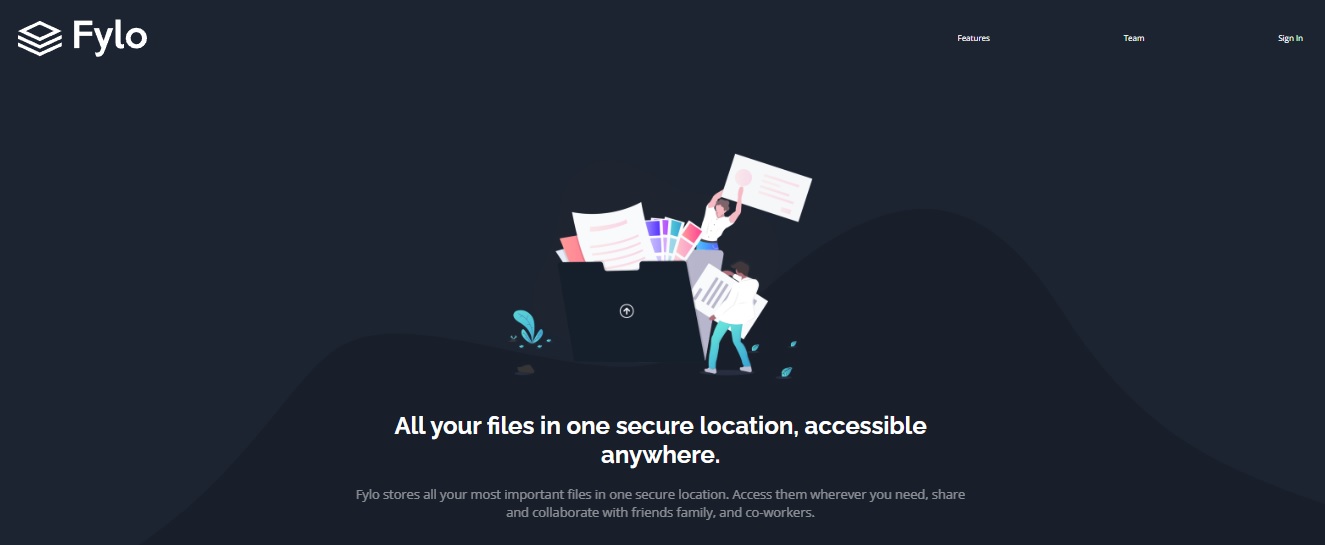 Fylo
Features
Team
Sign In
All your files in one secure location, accessible
anywhere.
Fylo stores all your most important files in one secure location. Access them wherever you need, share
and collaborate with friends family, and co-workers.